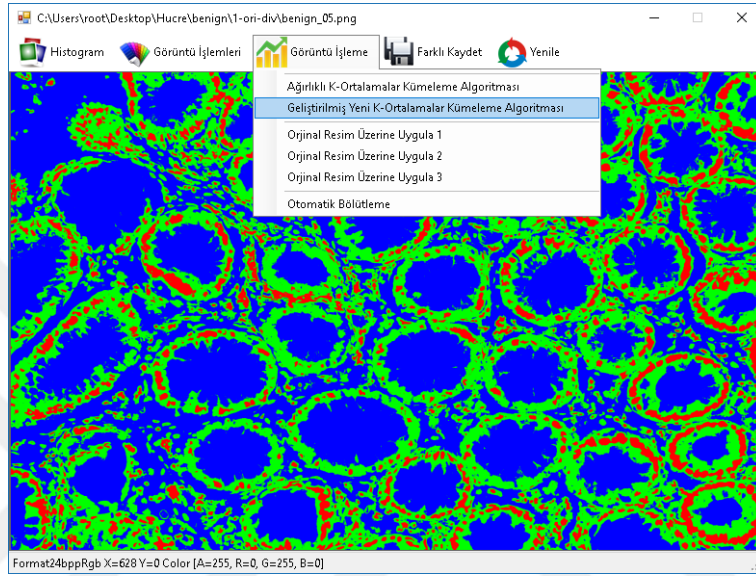 C:\Users\root\Desktop\Hucre\benign\1-ori-div\benign_05.png
Histogram Görüntü İşlemleri Görüntü İşleme Farklı Kaydet Yenile
Ağırlıklı K-Ortalamalar Kümeleme Algoritması
Geliştirilmiş Yeni K-Ortalamalar Kümeleme Algoritması
Orjinal Resim Üzerine Uygula 1
Orjinal Resim Üzerine Uygula 2
Orjinal Resim Üzerine Uygula 3
Otomatik Bölütleme
Format24bppRgb X=628 Y=0 Color [A=255, R=0, G=255, B=0]